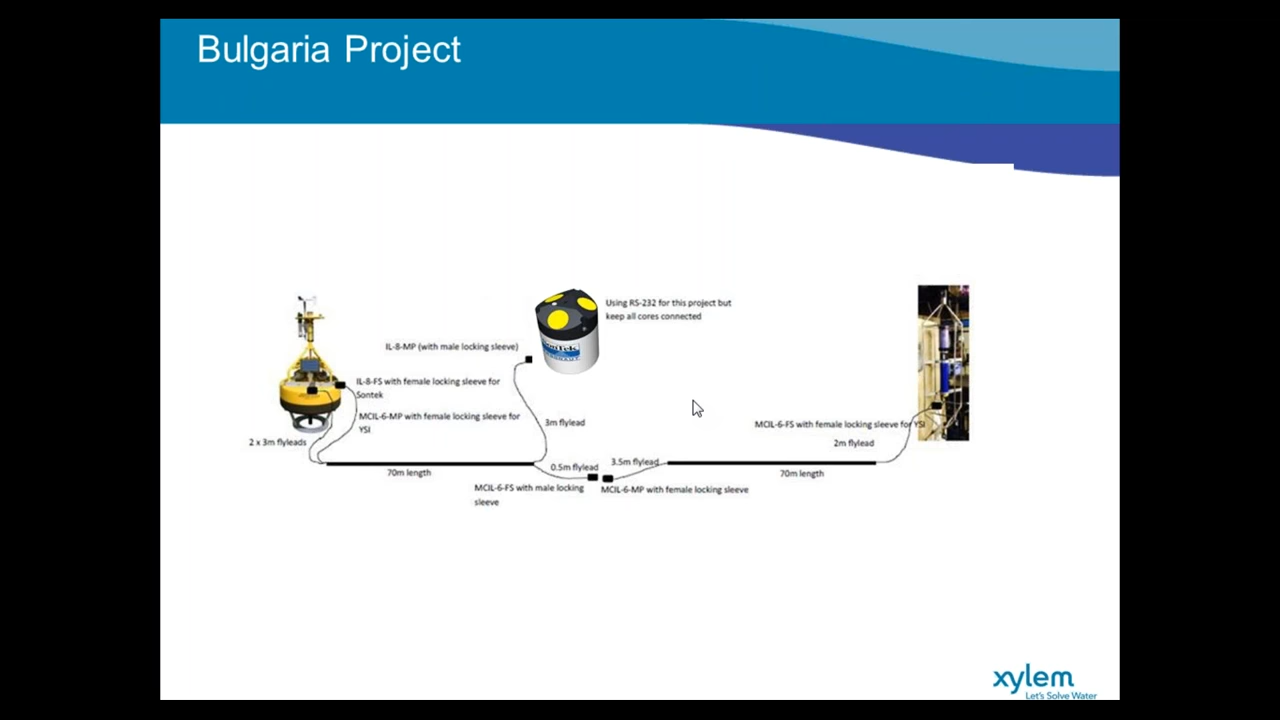 Bulgaria Project
Using RS-232 for this project but
keep all cores connected
IL-8-MP (with male locking sleeve)
IL-8-FS with female locking sleeve for
Sontek
MCIL-6-MP with female locking sleeve for
YSI
2 x 3m flyleads
3m flylead
MCIL-6-FS with female locking sleeve for YSI
2m flylead
70m length
0.5m flylead
3.5m flylead
70m length
MCIL-6-FS with male locking
sleeve
MCIL-6-MP with female locking sleeve
xylem
Let's Solve Water